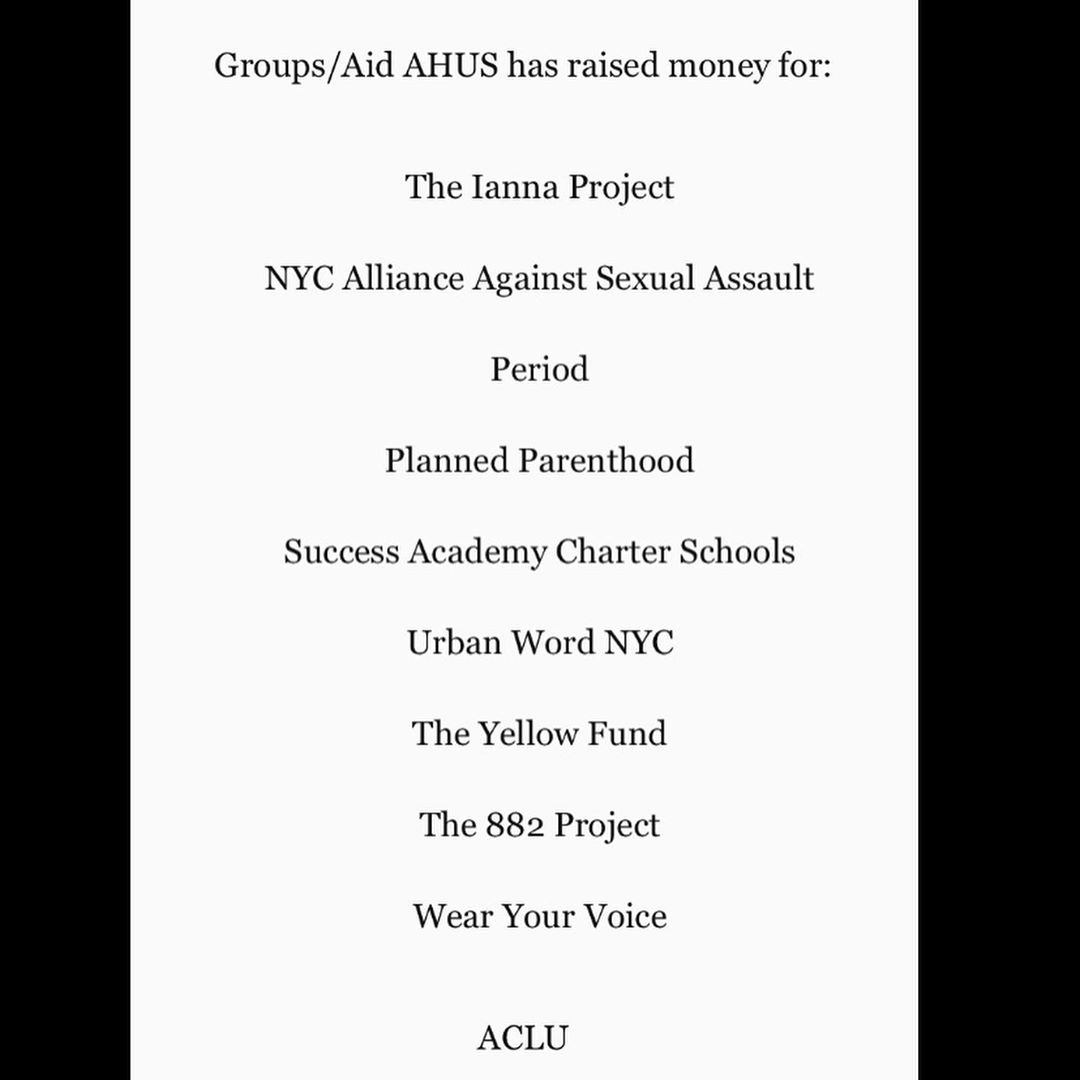 Groups/Aid AHUS has raised money for:
The Ianna Project
NYC Alliance Against Sexual Assault
Period
Planned Parenthood
Success Academy Charter Schools
Urban Word NYC
The Yellow Fund
The 882 Project
Wear Your Voice
ACLU